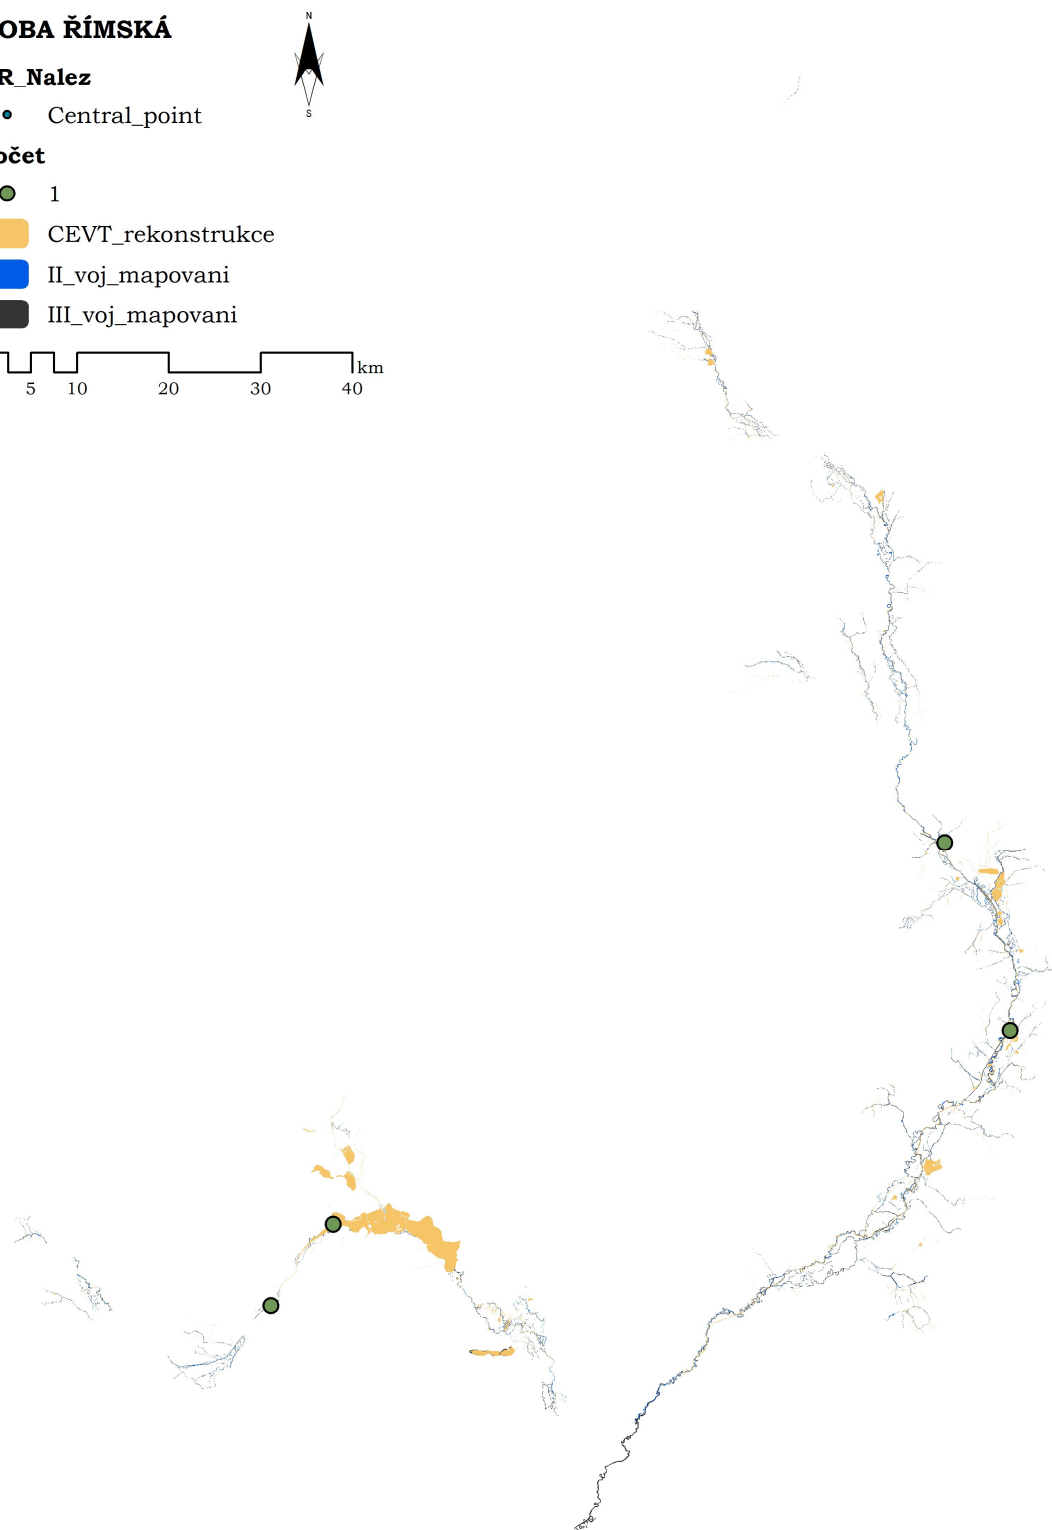 OBA ŘÍMSKÁ
N
R_Nalez
S
Central_point
očet
1
CEVT_rekonstrukce
II_voj_mapovani
III_voj_mapovani
km
5 10 20 30 40